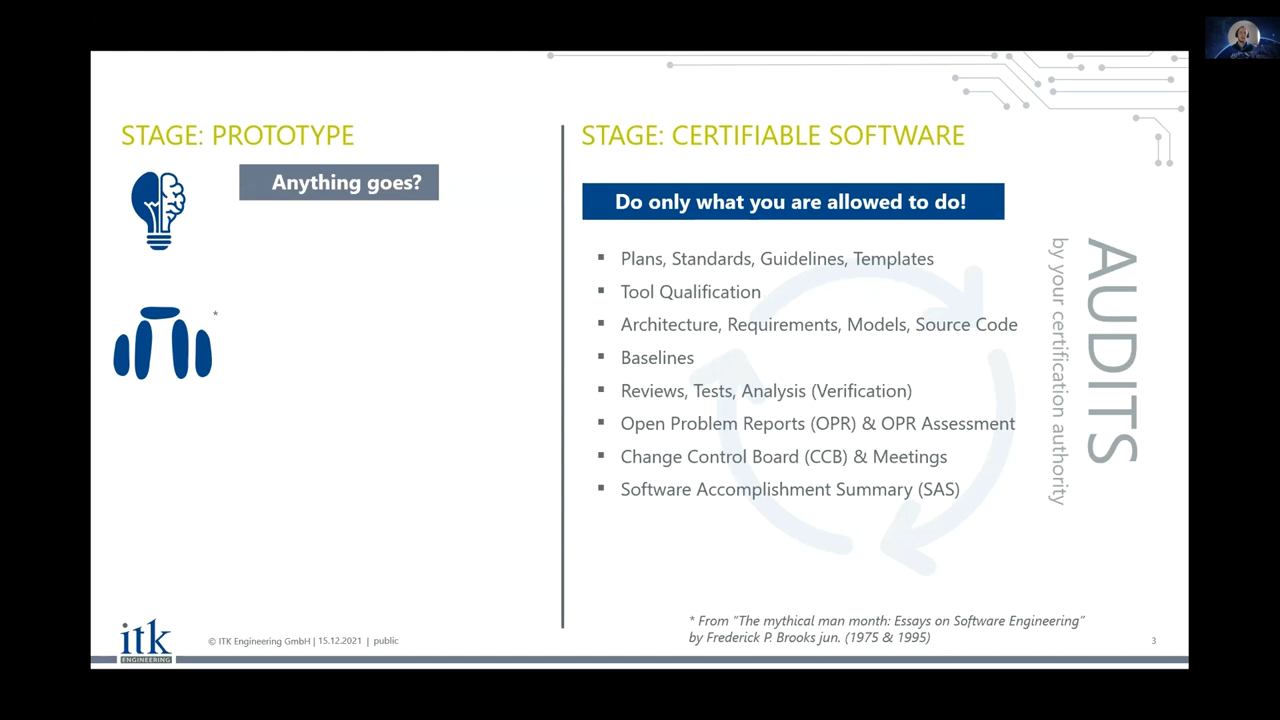 STAGE: PROTOTYPE
Anything goes?
*
STAGE: CERTIFIABLE SOFTWARE
Do only what you are allowed to do!
▪ Plans, Standards, Guidelines, Templates
▪ Tool Qualification
▪ Architecture, Requirements, Models, Source Code
▪ Baselines
▪ Reviews, Tests, Analysis (Verification)
▪ Open Problem Reports (OPR) & OPR Assessment
▪ Change Control Board (CCB) & Meetings
▪ Software Accomplishment Summary (SAS)
AUDITS
by your certification authority
* From "The mythical man month: Essays on Software Engineering"
by Frederick P. Brooks jun. (1975 & 1995)
itk
ENGINEERING
© ITK Engineering GmbH | 15.12.2021 | public
3